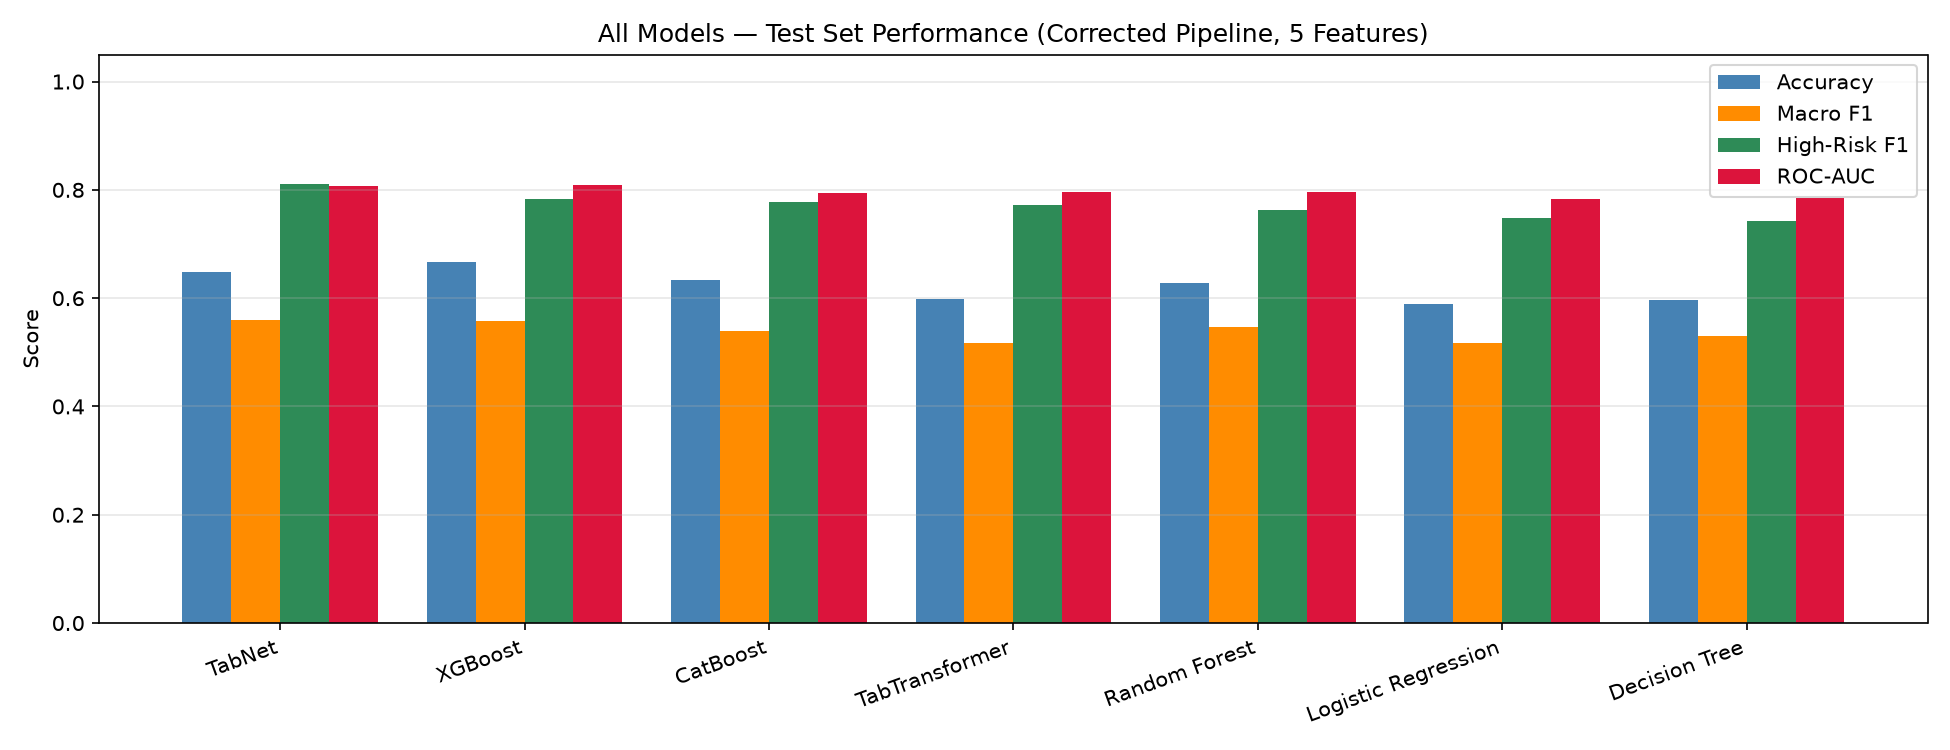 All Models — Test Set Performance (Corrected Pipeline, 5 Features)
Accuracy
Macro F1
High-Risk F1
ROC-AUC
Score
1.0
0.8
0.6
0.4
0.2
0.0
TabNet
XGBoost
CatBoost
TabTransformer
Random Forest
Logistic Regression
Decision Tree